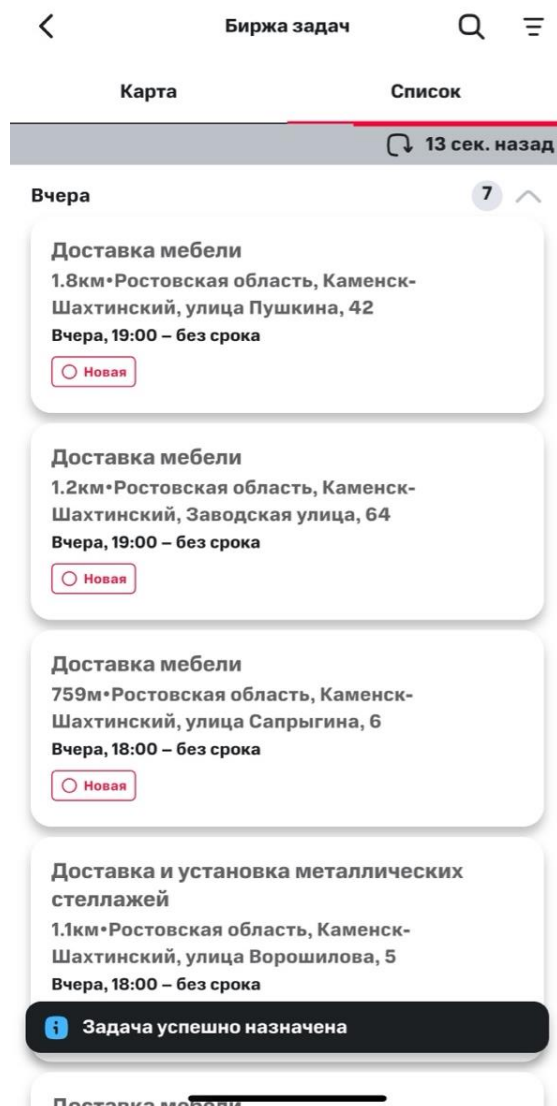 Биржа задач
Карта
Список
13 сек. назад
Вчера
7
Доставка мебели
1.8км•Ростовская область, Каменск-
Шахтинский, улица Пушкина, 42
Вчера, 19:00 – без срока
Новая
Доставка мебели
1.2км•Ростовская область, Каменск-
Шахтинский, Заводская улица, 64
Вчера, 19:00 – без срока
Новая
Доставка мебели
759м•Ростовская область, Каменск-
Шахтинский, улица Сапрыгина, 6
Вчера, 18:00 – без срока
Новая
Доставка и установка металлических
стеллажей
1.1км•Ростовская область, Каменск-
Шахтинский, улица Ворошилова, 5
Вчера, 18:00 – без срока
Задача успешно назначена
Доставка мебели